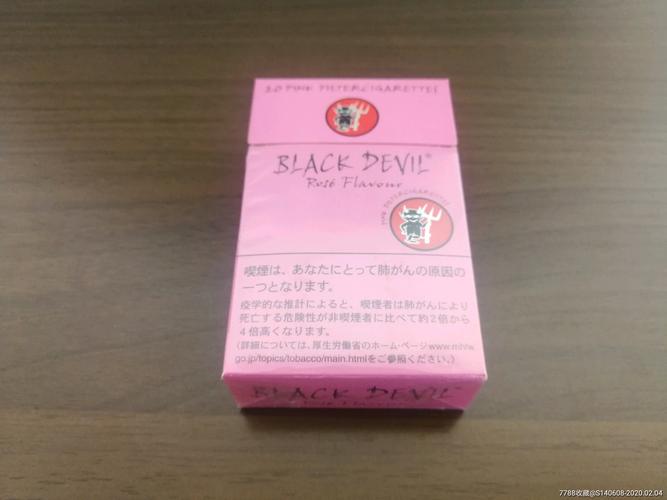 20 PINK FILTERCIGARETTES
BLACK DEVIL®
Rosé Flavour
PINK FILTERCIGARETTES
喫煙は、あなたにとって肺がんの原因の
一つとなります。
疫学的な推計によると、喫煙者は肺がんにより
死亡する危険性が非喫煙者に比べて約2倍から
4倍高くなります。
(詳細については、厚生労働省のホーム・ページwww.mhlw.
go.jp/topics/tobacco/main.htmlをご参照ください。)
BLACK DEVIL
7788收藏@S140608-2020.02.04